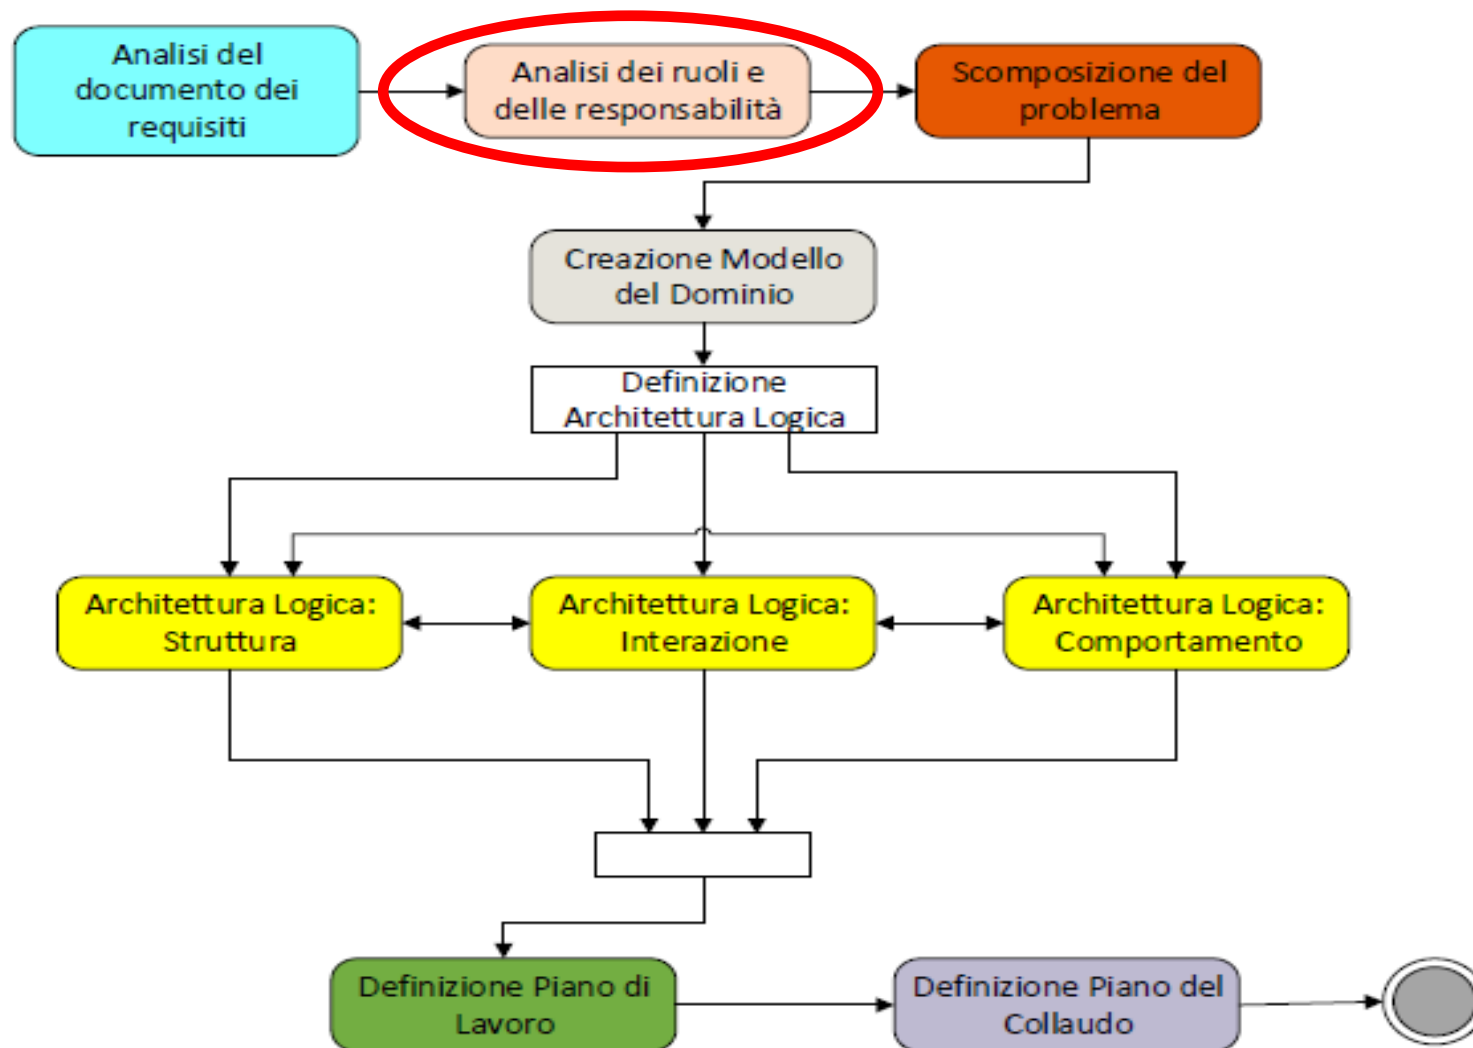 Analisi del
documento dei
requisiti
Analisi dei ruoli e
delle responsabilità
Scomposizione del
problema
Creazione Modello
del Dominio
Definizione
Architettura Logica
Architettura Logica:
Struttura
Architettura Logica:
Interazione
Architettura Logica:
Comportamento
Definizione Piano di
Lavoro
Definizione Piano del
Collaudo